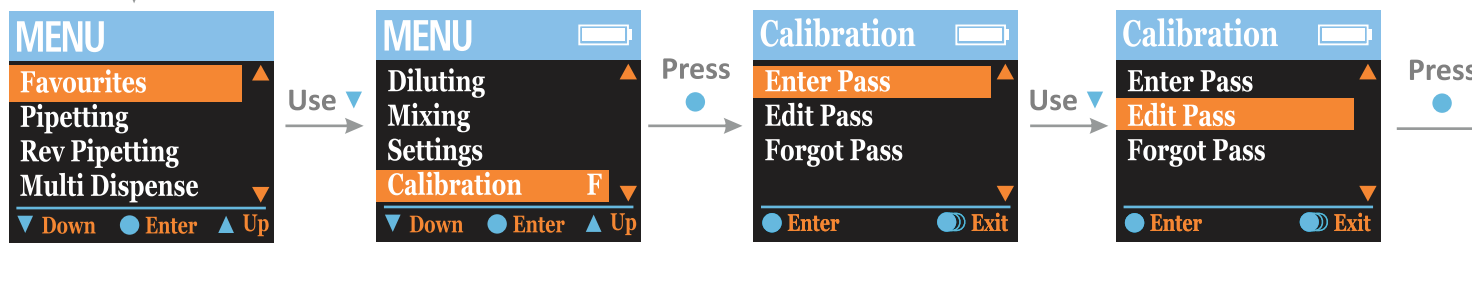 MENU
Favourites
Pipetting
Rev Pipetting
Multi Dispense
Down Enter Up
Use
MENU
Diluting
Mixing
Settings
Calibration F
Down Enter Up
Press
Calibration
Enter Pass
Edit Pass
Forgot Pass
Enter Exit
Use
Calibration
Enter Pass
Edit Pass
Forgot Pass
Enter Exit
Press